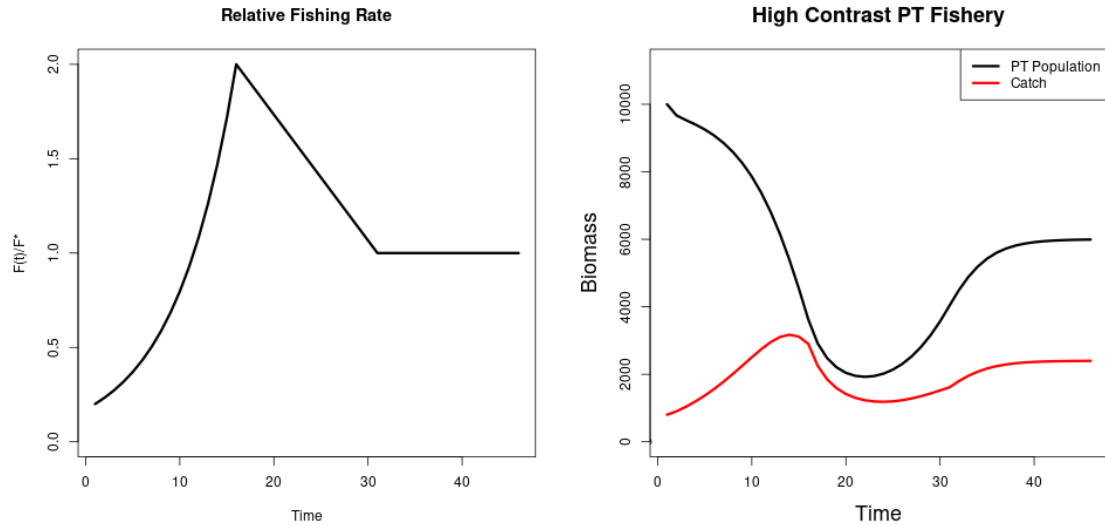 Relative Fishing Rate
F(t)/F*
2.0
1.5
1.0
0.5
0.0
0 10 20 30 40
Time
High Contrast PT Fishery
PT Population
Catch
Biomass
10000
8000
6000
4000
2000
0
0 10 20 30 40
Time